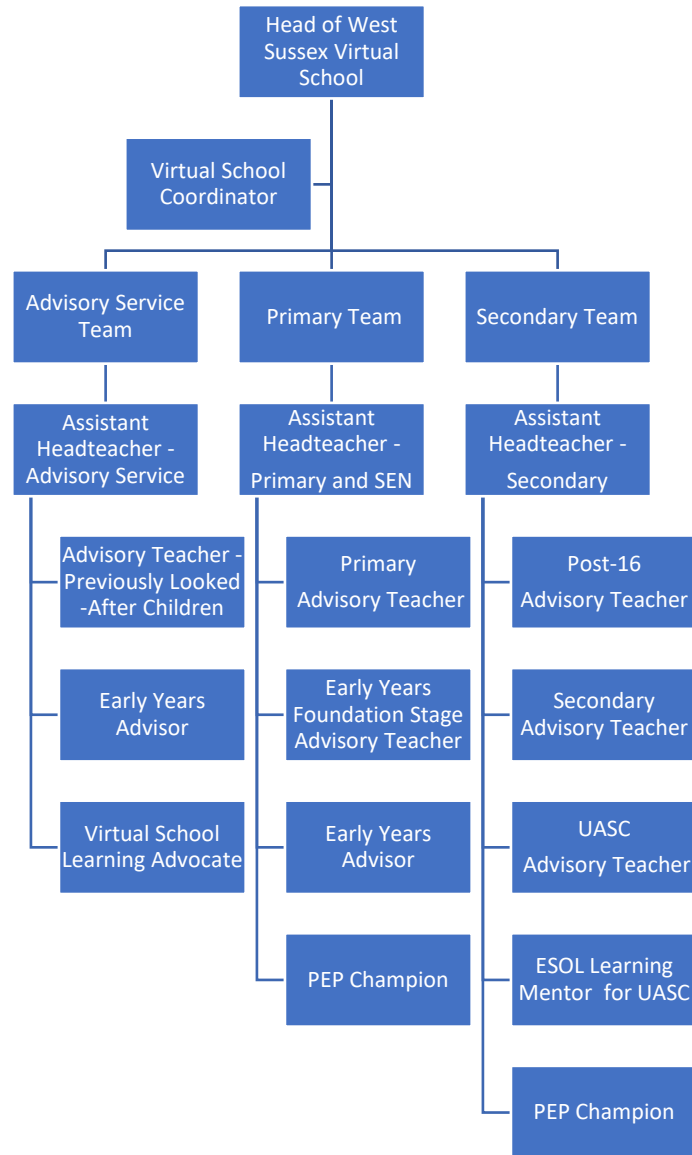 Head of West
Sussex Virtual
School
Virtual School
Coordinator
Advisory Service
Team
Primary Team
Secondary Team
Assistant
Headteacher -
Advisory Service
Assistant
Headteacher -
Primary and SEN
Assistant
Headteacher -
Secondary
Advisory Teacher -
Previously Looked
-After Children
Early Years
Advisor
Virtual School
Learning Advocate
Primary
Advisory Teacher
Early Years
Foundation Stage
Advisory Teacher
Early Years
Advisor
PEP Champion
Post-16
Advisory Teacher
Secondary
Advisory Teacher
UASC
Advisory Teacher
ESOL Learning
Mentor for UASC
PEP Champion